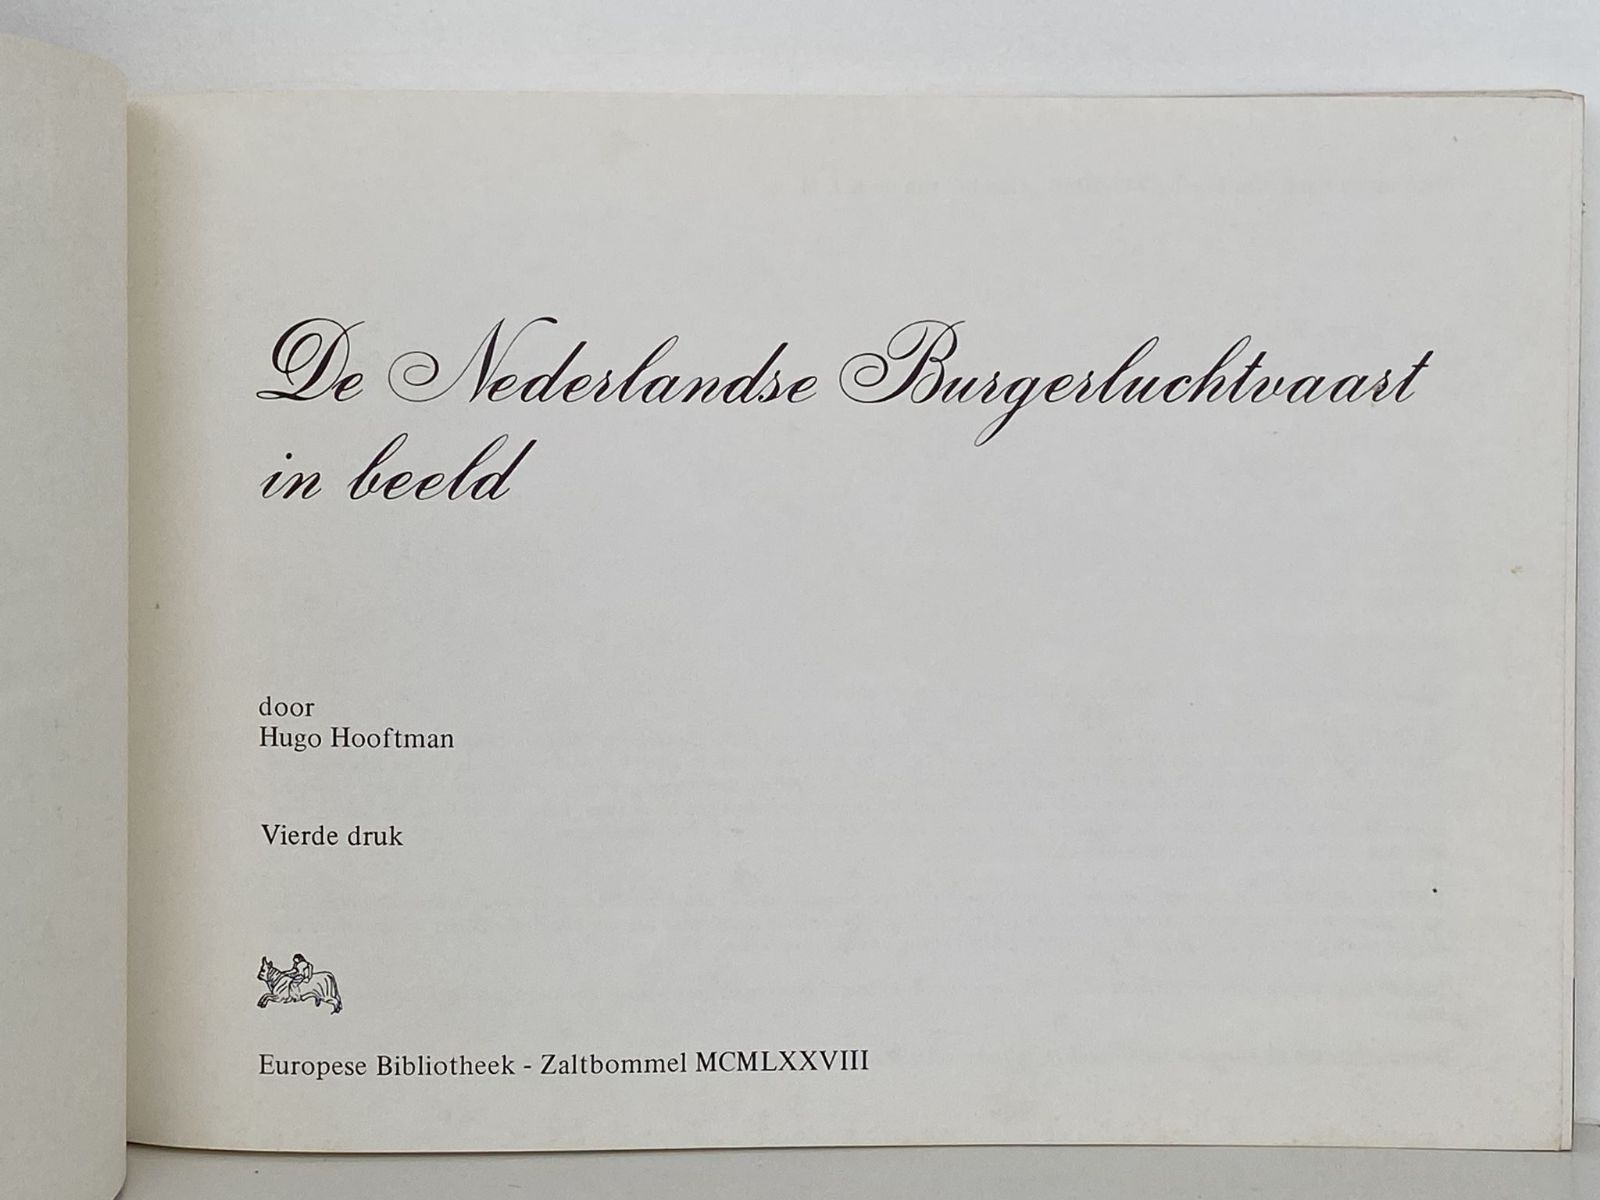 De Nederlandse Burgerluchtvaart
in beeld
door
Hugo Hooftman
Vierde druk
Europese Bibliotheek - Zaltbommel MCMLXXVIII